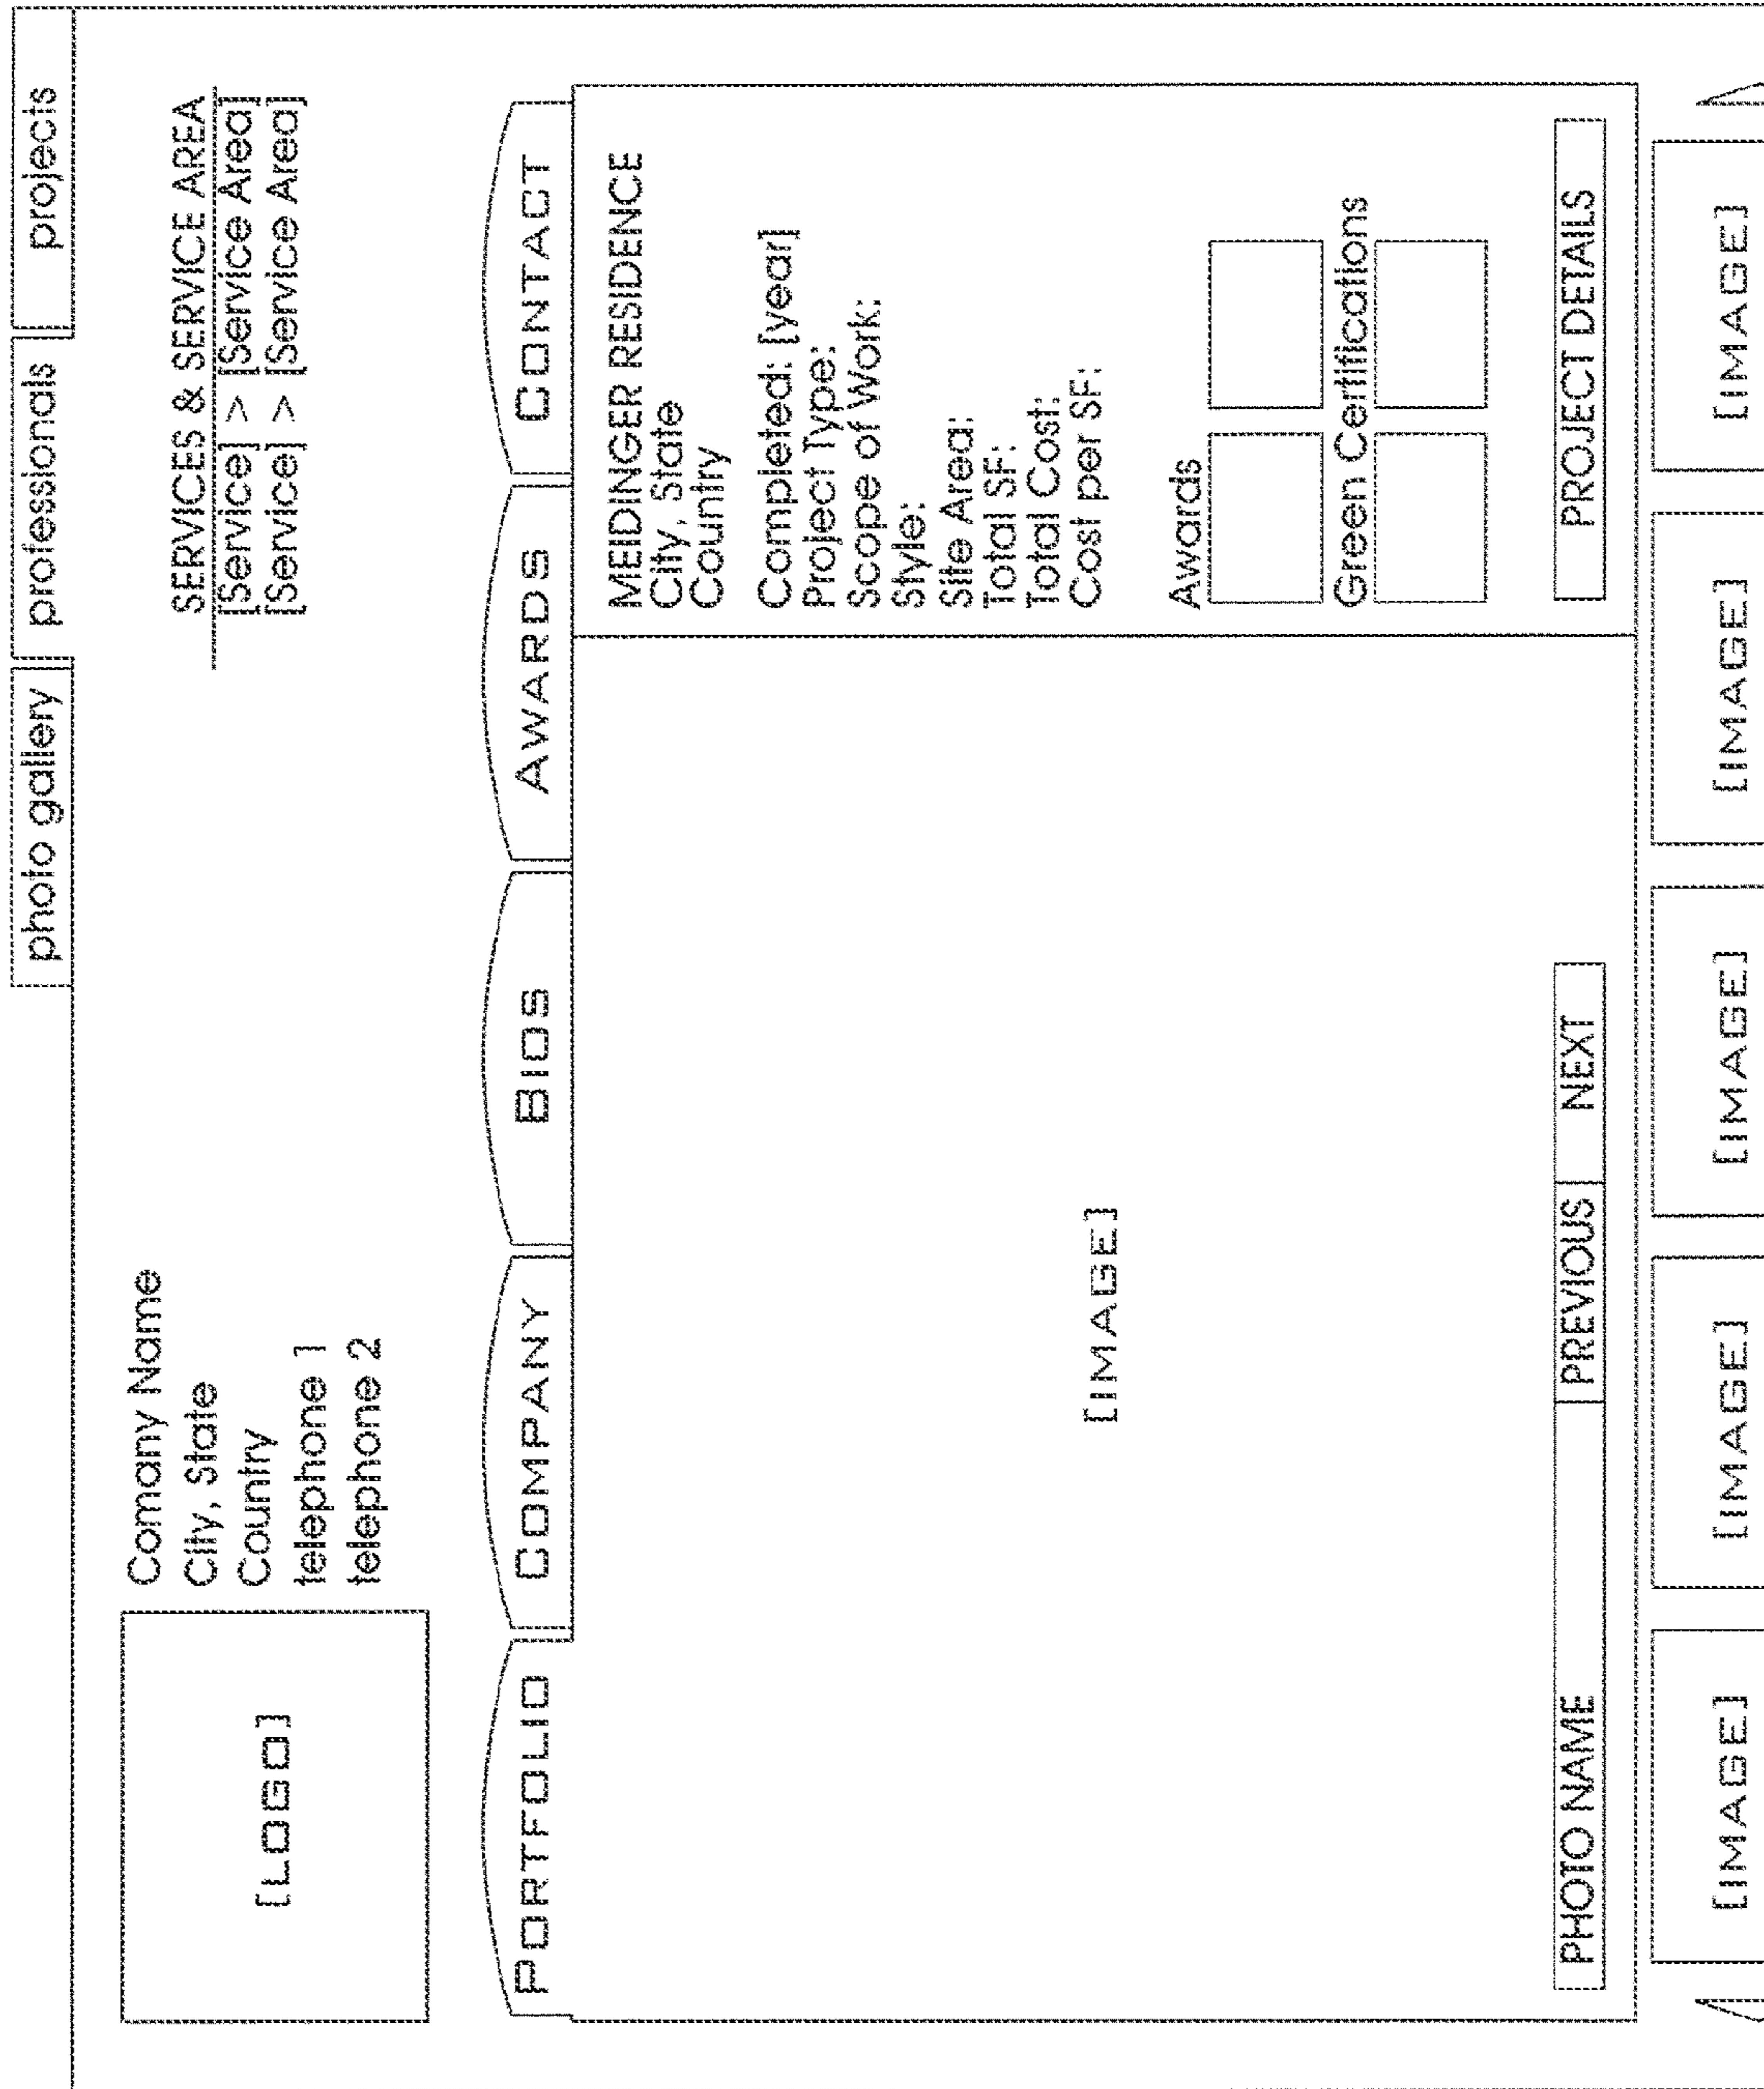 photo gallery professionals projects
[LOGO]
Comany Name
City, State
Country
telephone 1
telephone 2
SERVICES & SERVICE AREA
[Service] > [Service Area]
[Service] > [Service Area]
PORTFOLIO COMPANY BIOS AWARDS CONTACT
[IMAGE]
MEIDINGER RESIDENCE
City, State
Country
Completed: [year]
Project Type:
Scope of Work:
Style:
Site Area:
Total SF:
Total Cost:
Cost per SF:
Awards
Green Certifications
PHOTO NAME PREVIOUS NEXT PROJECT DETAILS
[IMAGE] [IMAGE] [IMAGE] [IMAGE] [IMAGE]